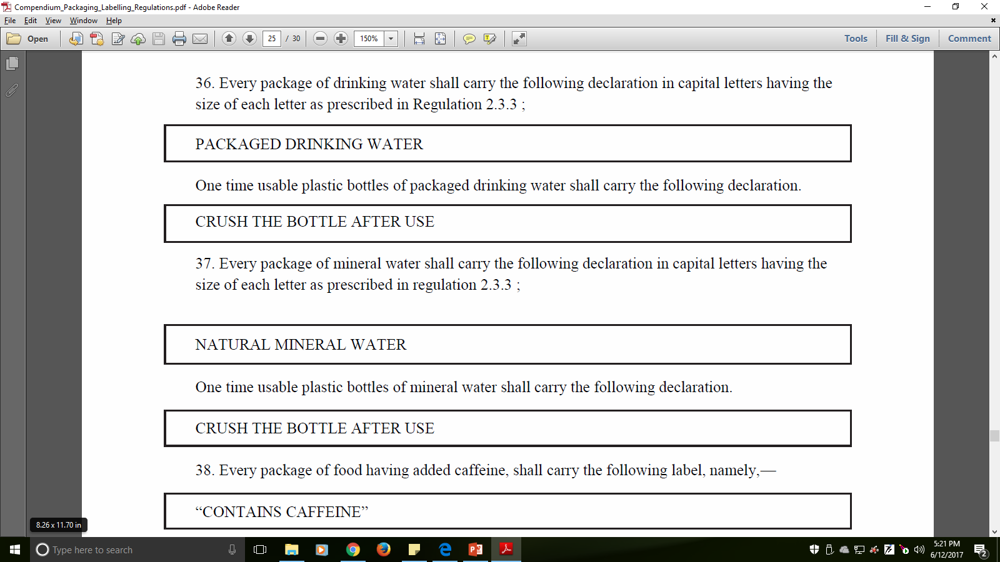 Compendium_Packaging_Labelling_Regulations.pdf - Adobe Reader
File Edit View Window Help
Open 25 / 30 150% Tools Fill & Sign Comment
36. Every package of drinking water shall carry the following declaration in capital letters having the
size of each letter as prescribed in Regulation 2.3.3 ;
PACKAGED DRINKING WATER
One time usable plastic bottles of packaged drinking water shall carry the following declaration.
CRUSH THE BOTTLE AFTER USE
37. Every package of mineral water shall carry the following declaration in capital letters having the
size of each letter as prescribed in regulation 2.3.3 ;
NATURAL MINERAL WATER
One time usable plastic bottles of mineral water shall carry the following declaration.
CRUSH THE BOTTLE AFTER USE
38. Every package of food having added caffeine, shall carry the following label, namely,—
“CONTAINS CAFFEINE”
8.26 x 11.70 in
Type here to search
5:21 PM
6/12/2017
2